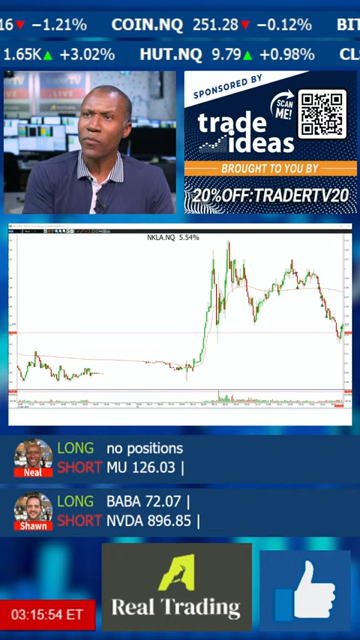 16▼ −1.21% COIN.NQ 251.28▼ −0.12% BIT
1.65K▲ +3.02% HUT.NQ 9.79▲ +0.98% CL
SPONSORED BY
SCAN ME!
trade ideas
BROUGHT TO YOU BY
20%OFF:TRADERTV20
NKLA.NQ 5.54%
LONG no positions
SHORT MU 126.03 |
Neal
LONG BABA 72.07 |
SHORT NVDA 896.85 |
Shawn
Real Trading
03:15:54 ET